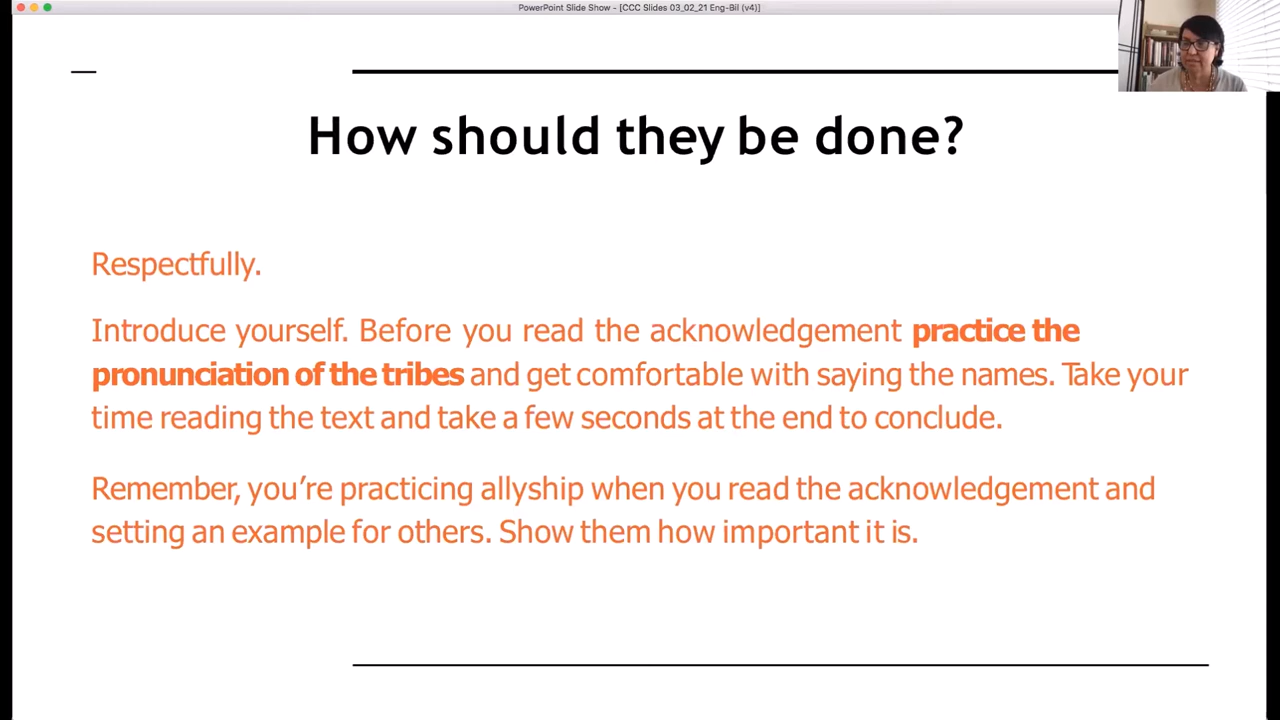 PowerPoint Slide Show - [CCC Slides 03_02_21 Eng-Bil (v4)]
How should they be done?
Respectfully.
Introduce yourself. Before you read the acknowledgement practice the
pronunciation of the tribes and get comfortable with saying the names. Take your
time reading the text and take a few seconds at the end to conclude.
Remember, you’re practicing allyship when you read the acknowledgement and
setting an example for others. Show them how important it is.